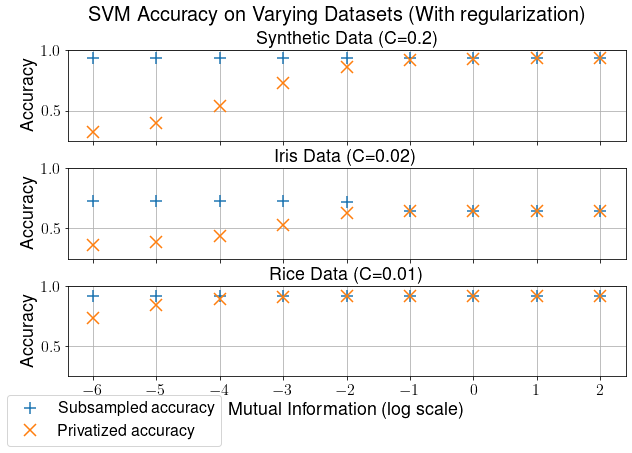 SVM Accuracy on Varying Datasets (With regularization)
Synthetic Data (C=0.2)
1.0
0.5
Accuracy
Iris Data (C=0.02)
1.0
0.5
Accuracy
Rice Data (C=0.01)
1.0
0.5
Accuracy
−6 −5 −4 −3 −2 −1 0 1 2
Mutual Information (log scale)
Subsampled accuracy
Privatized accuracy